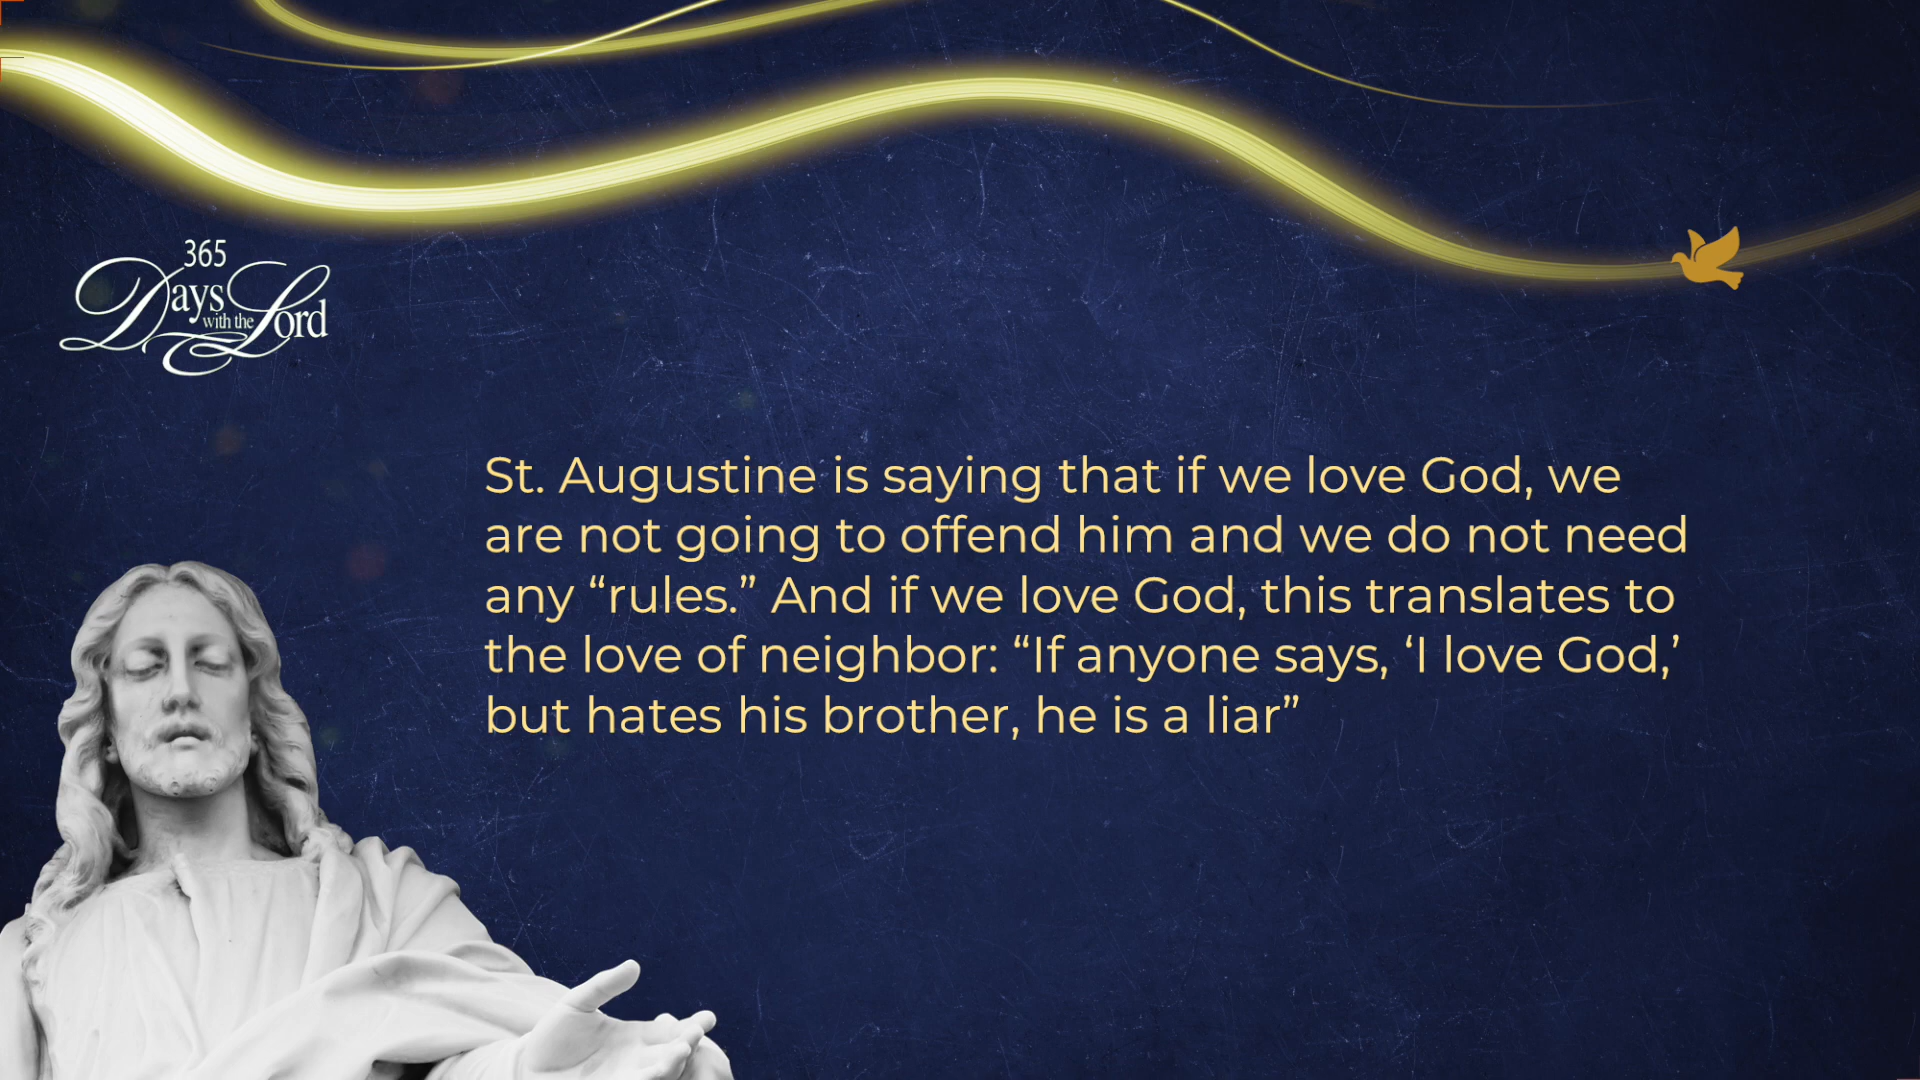 365
Days with the Lord
St. Augustine is saying that if we love God, we
are not going to offend him and we do not need
any “rules.” And if we love God, this translates to
the love of neighbor: “If anyone says, ‘I love God,’
but hates his brother, he is a liar”